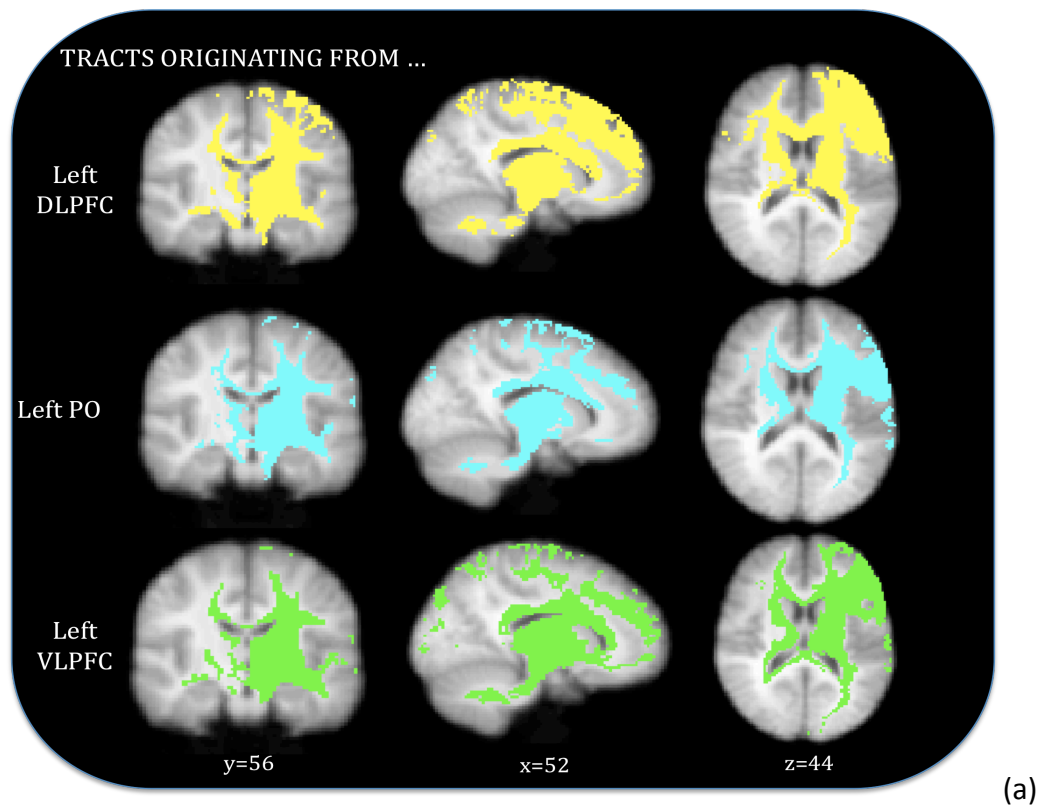 TRACTS ORIGINATING FROM ...
Left
DLPFC
Left PO
Left
VLPFC
y=56
x=52
z=44
(a)